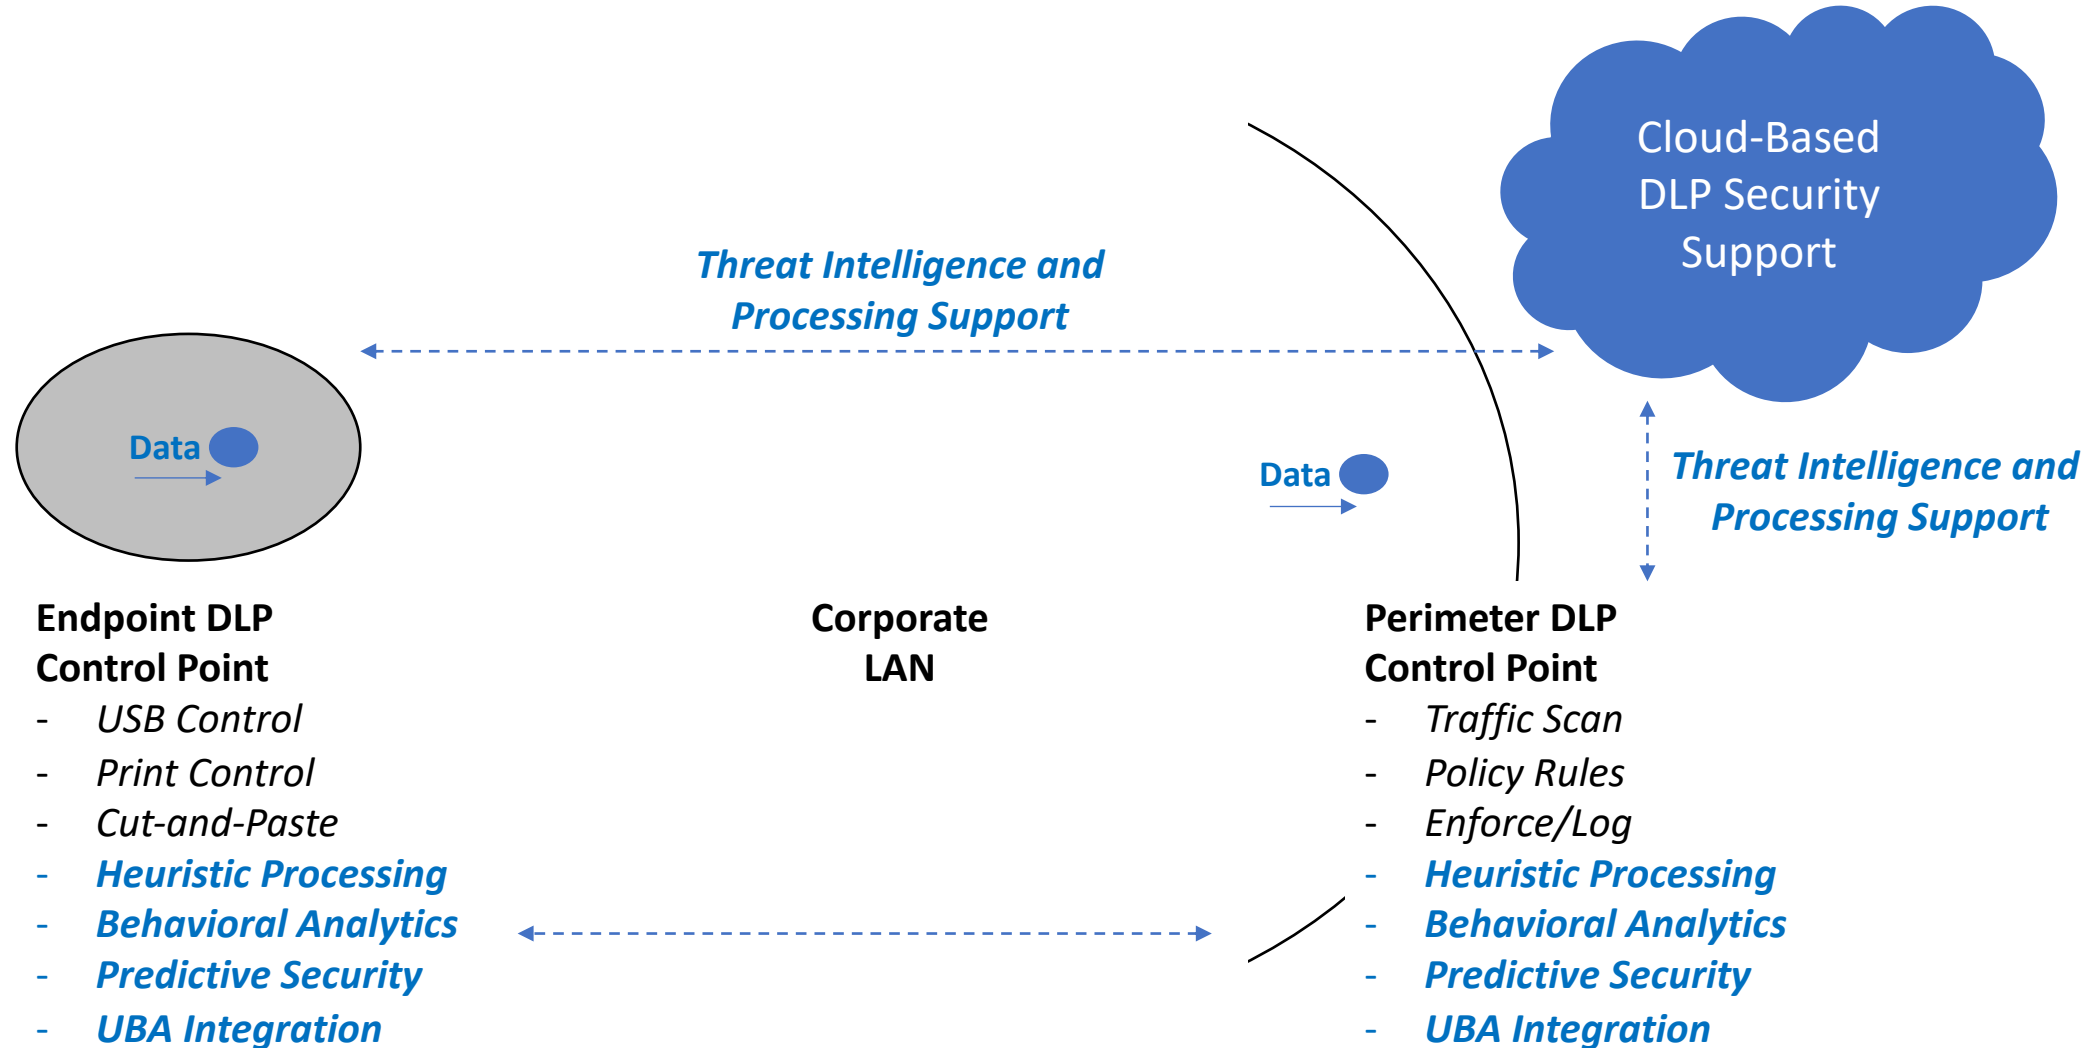 Cloud-Based
DLP Security
Support
Threat Intelligence and
Processing Support
Data
Data
Threat Intelligence and
Processing Support
Endpoint DLP
Control Point
- USB Control
- Print Control
- Cut-and-Paste
- Heuristic Processing
- Behavioral Analytics
- Predictive Security
- UBA Integration
Corporate
LAN
Perimeter DLP
Control Point
- Traffic Scan
- Policy Rules
- Enforce/Log
- Heuristic Processing
- Behavioral Analytics
- Predictive Security
- UBA Integration